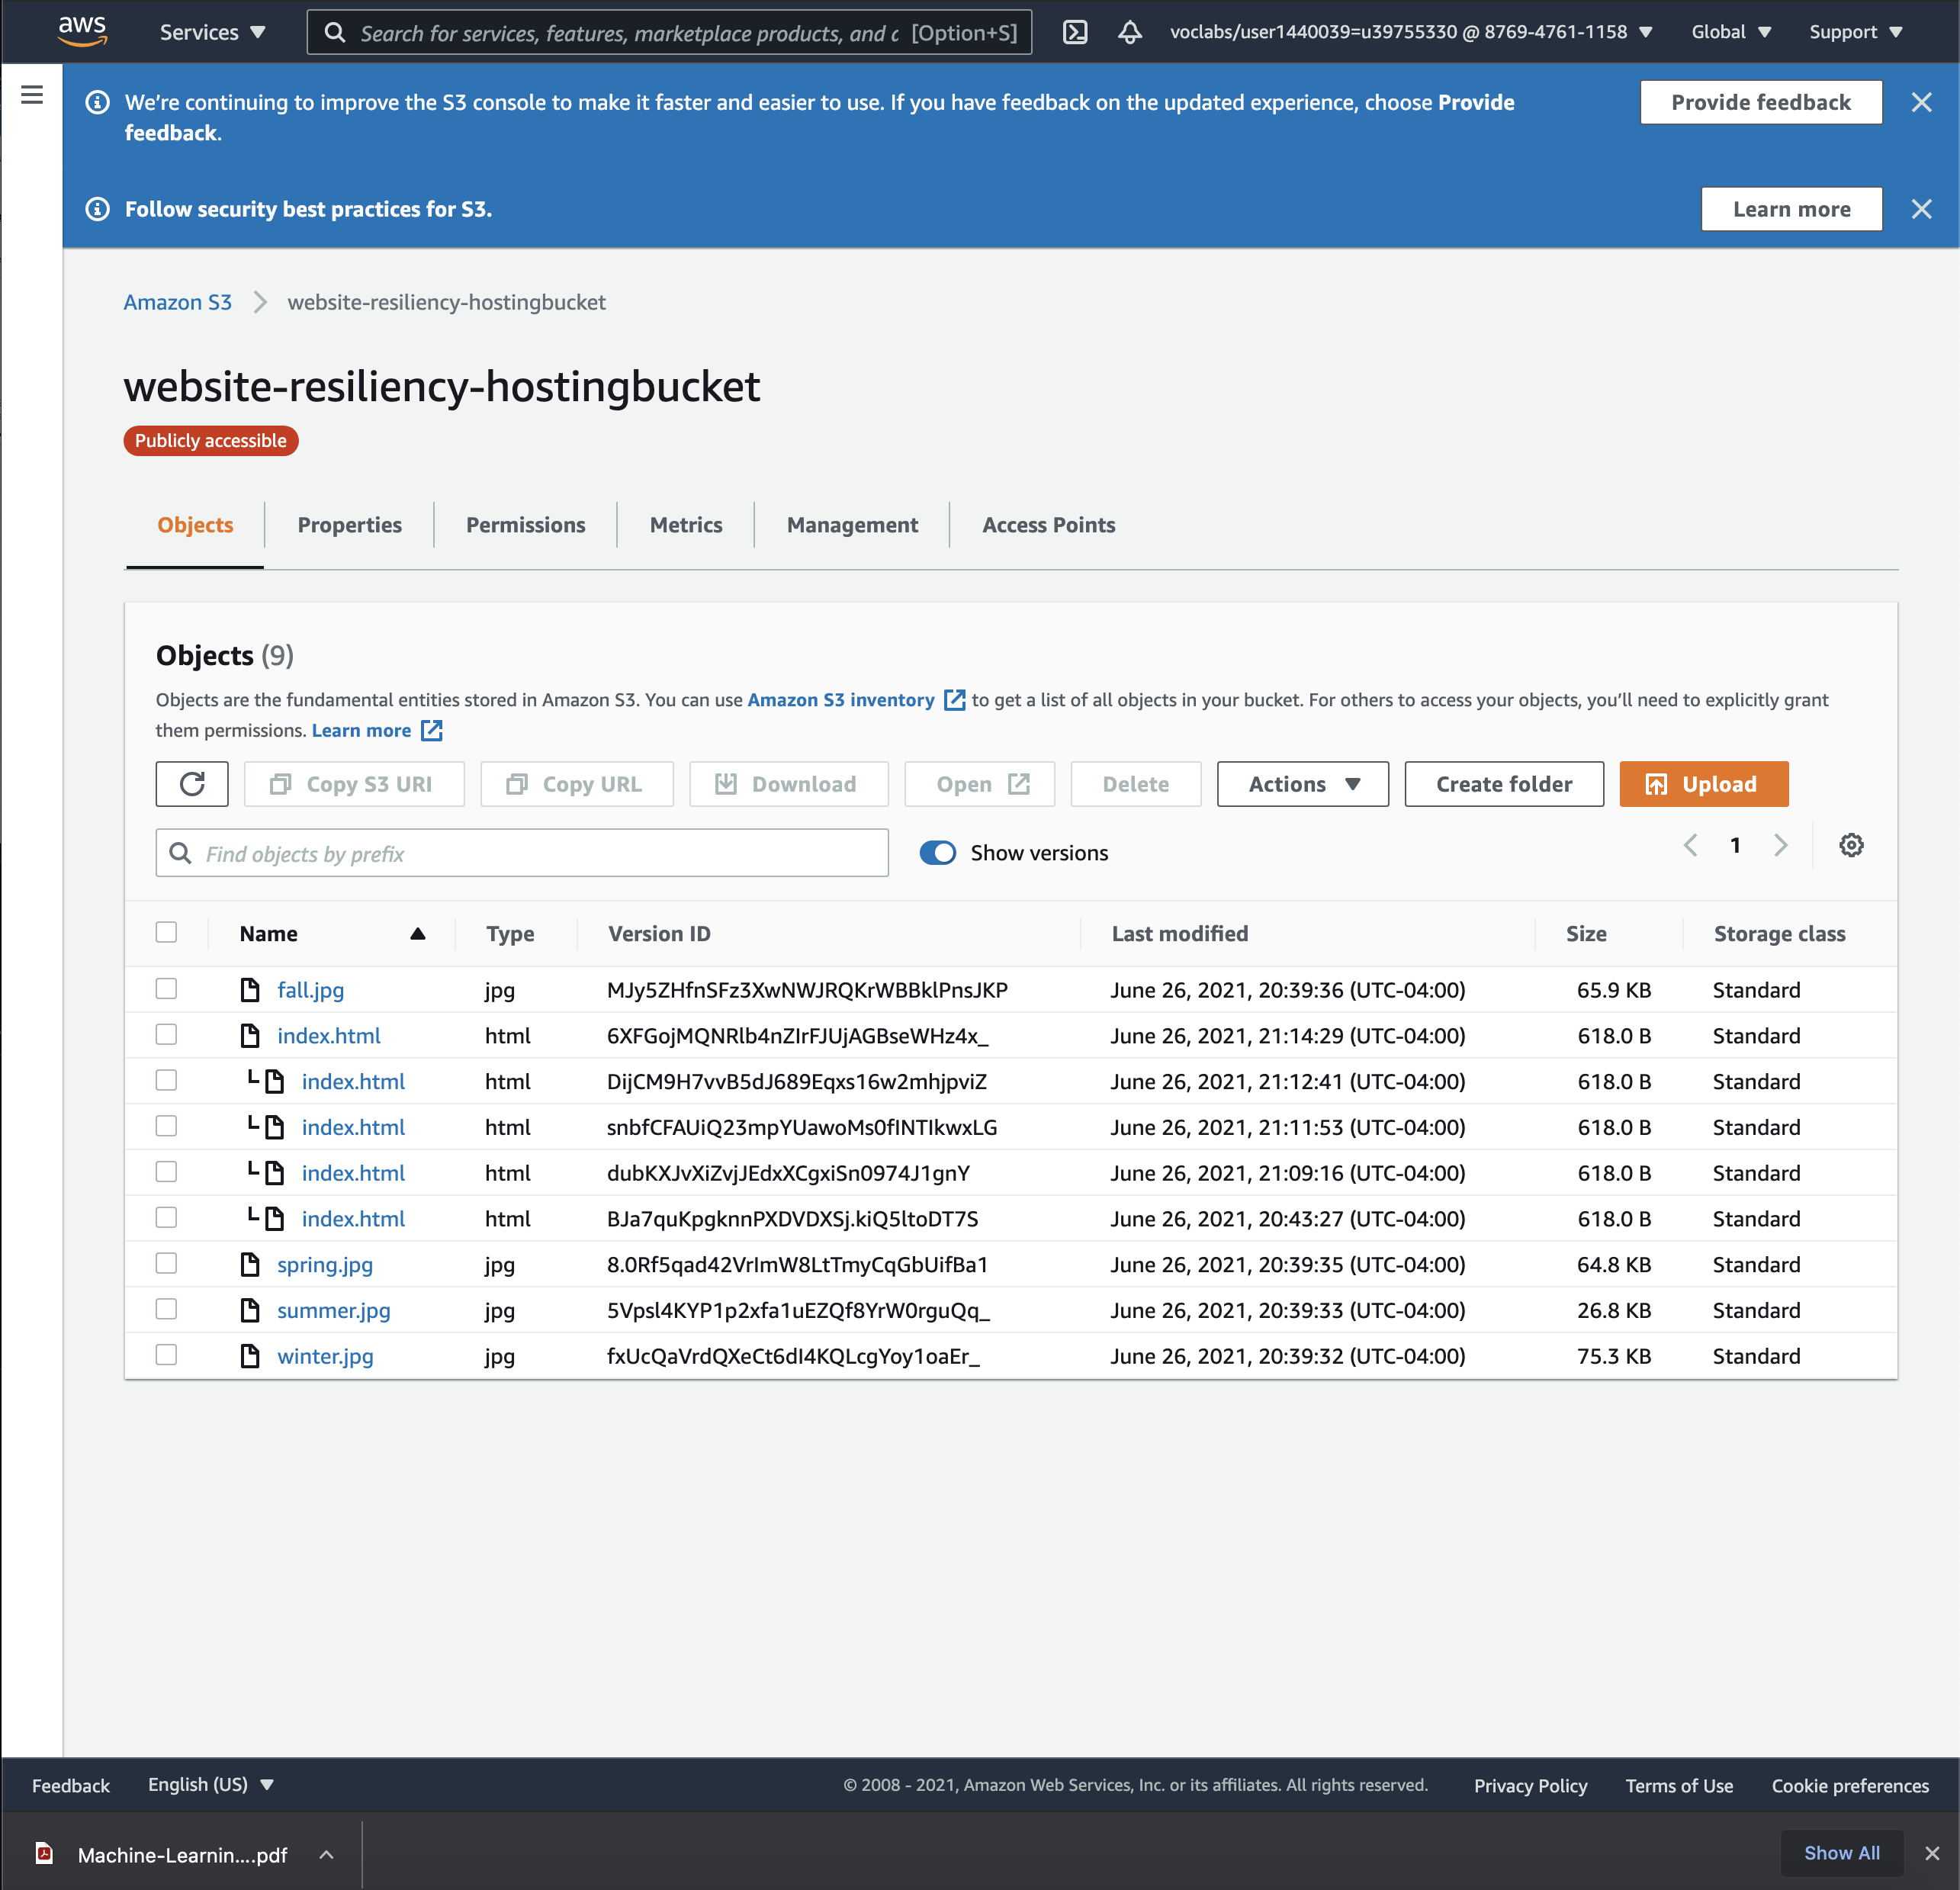 aws Services Search for services, features, marketplace products, and c [Option+S] voclabs/user1440039=u39755330 @ 8769-4761-1158 Global Support
We're continuing to improve the S3 console to make it faster and easier to use. If you have feedback on the updated experience, choose Provide
feedback.
Provide feedback
Follow security best practices for S3.
Learn more
Amazon S3 website-resiliency-hostingbucket
website-resiliency-hostingbucket
Publicly accessible
Objects Properties Permissions Metrics Management Access Points
Objects (9)
Objects are the fundamental entities stored in Amazon S3. You can use Amazon S3 inventory to get a list of all objects in your bucket. For others to access your objects, you'll need to explicitly grant
them permissions. Learn more
Copy S3 URI Copy URL Download Open Delete Actions Create folder Upload
Find objects by prefix Show versions 1
Name Type Version ID Last modified Size Storage class
fall.jpg jpg MJy5ZHfnSFz3XwNWJRQKrWBBklPnsJKP June 26, 2021, 20:39:36 (UTC-04:00) 65.9 KB Standard
index.html html 6XFGojMQNRlb4nZIrFJUjAGBseWHz4x_ June 26, 2021, 21:14:29 (UTC-04:00) 618.0 B Standard
index.html html DijCM9H7vvB5dJ689Eqxs16w2mhjpviZ June 26, 2021, 21:12:41 (UTC-04:00) 618.0 B Standard
index.html html snbfCFAUiQ23mpYUawoMs0fINTIkwxLG June 26, 2021, 21:11:53 (UTC-04:00) 618.0 B Standard
index.html html dubKXJvXiZvjJEdxXCgxiSn0974J1gnY June 26, 2021, 21:09:16 (UTC-04:00) 618.0 B Standard
index.html html BJa7quKpgknnPXDVDXSj.kiQ5ltoDT7S June 26, 2021, 20:43:27 (UTC-04:00) 618.0 B Standard
spring.jpg jpg 8.0Rf5qad42VrImW8LtTmyCqGbUifBa1 June 26, 2021, 20:39:35 (UTC-04:00) 64.8 KB Standard
summer.jpg jpg 5Vpsl4KYP1p2xfa1uEZQf8YrW0rguQq_ June 26, 2021, 20:39:33 (UTC-04:00) 26.8 KB Standard
winter.jpg jpg fxUcQaVrdQXeCt6dI4KQLcgYoy1oaEr_ June 26, 2021, 20:39:32 (UTC-04:00) 75.3 KB Standard
Feedback English (US) © 2008 - 2021, Amazon Web Services, Inc. or its affiliates. All rights reserved. Privacy Policy Terms of Use Cookie preferences
Machine-Learnin....pdf Show All